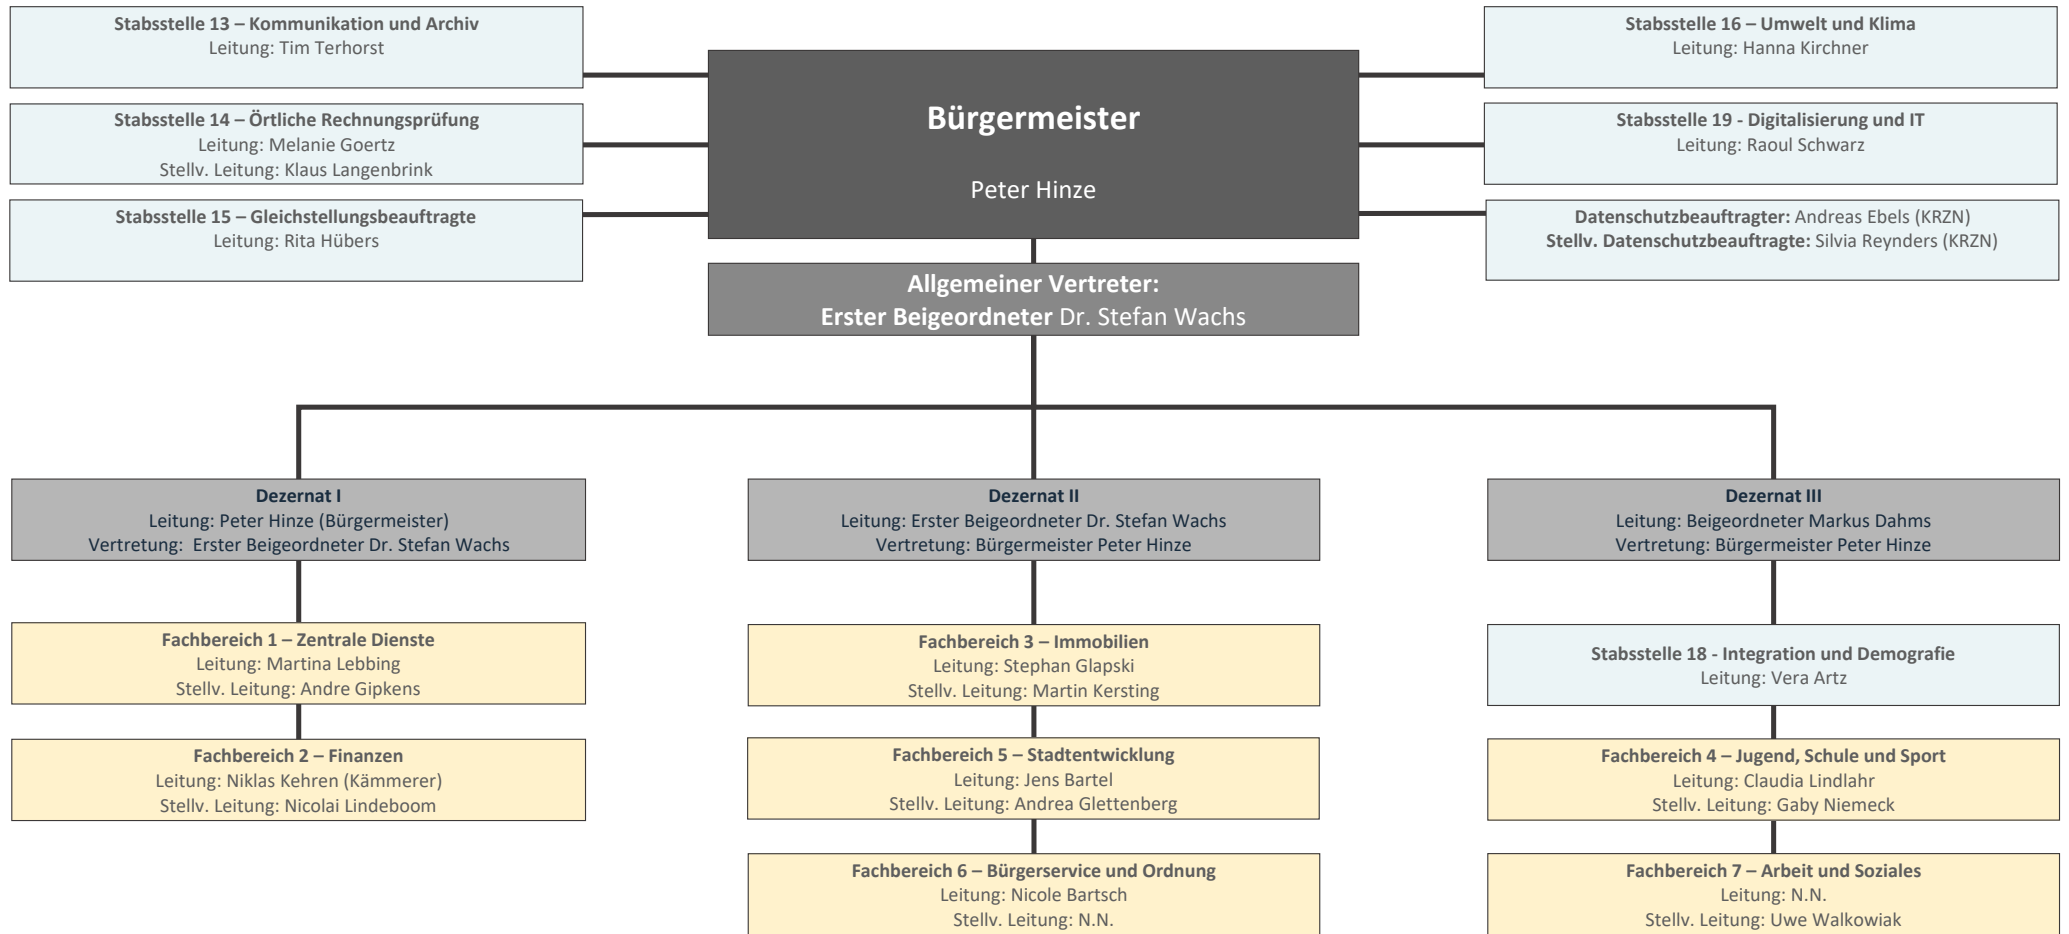 Stabsstelle 13 – Kommunikation und Archiv
Leitung: Tim Terhorst
Stabsstelle 14 – Örtliche Rechnungsprüfung
Leitung: Melanie Goertz
Stellv. Leitung: Klaus Langenbrink
Stabsstelle 15 – Gleichstellungsbeauftragte
Leitung: Rita Hübers
Bürgermeister
Peter Hinze
Allgemeiner Vertreter:
Erster Beigeordneter Dr. Stefan Wachs
Stabsstelle 16 – Umwelt und Klima
Leitung: Hanna Kirchner
Stabsstelle 19 - Digitalisierung und IT
Leitung: Raoul Schwarz
Datenschutzbeauftragter: Andreas Ebels (KRZN)
Stellv. Datenschutzbeauftragte: Silvia Reynders (KRZN)
Dezernat I
Leitung: Peter Hinze (Bürgermeister)
Vertretung: Erster Beigeordneter Dr. Stefan Wachs
Fachbereich 1 – Zentrale Dienste
Leitung: Martina Lebbing
Stellv. Leitung: Andre Gipkens
Fachbereich 2 – Finanzen
Leitung: Niklas Kehren (Kämmerer)
Stellv. Leitung: Nicolai Lindeboom
Dezernat II
Leitung: Erster Beigeordneter Dr. Stefan Wachs
Vertretung: Bürgermeister Peter Hinze
Fachbereich 3 – Immobilien
Leitung: Stephan Glapski
Stellv. Leitung: Martin Kersting
Fachbereich 5 – Stadtentwicklung
Leitung: Jens Bartel
Stellv. Leitung: Andrea Glettenberg
Fachbereich 6 – Bürgerservice und Ordnung
Leitung: Nicole Bartsch
Stellv. Leitung: N.N.
Dezernat III
Leitung: Beigeordneter Markus Dahms
Vertretung: Bürgermeister Peter Hinze
Stabsstelle 18 - Integration und Demografie
Leitung: Vera Artz
Fachbereich 4 – Jugend, Schule und Sport
Leitung: Claudia Lindlahr
Stellv. Leitung: Gaby Niemeck
Fachbereich 7 – Arbeit und Soziales
Leitung: N.N.
Stellv. Leitung: Uwe Walkowiak